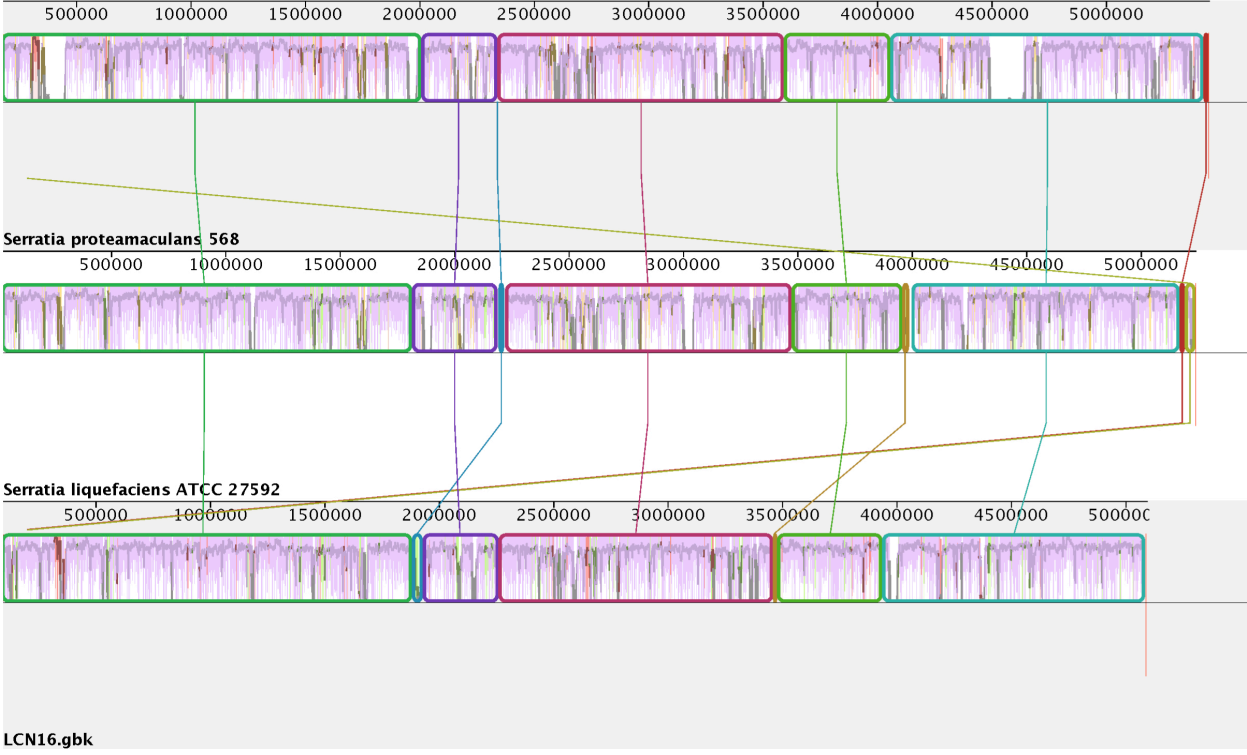 500000 1000000 1500000 2000000 2500000 3000000 3500000 4000000 4500000 5000000
Serratia proteamaculans 568
500000 1000000 1500000 2000000 2500000 3000000 3500000 4000000 4500000 5000000
Serratia liquefaciens ATCC 27592
500000 1000000 1500000 2000000 2500000 3000000 3500000 4000000 4500000 500000
LCN16.gbk